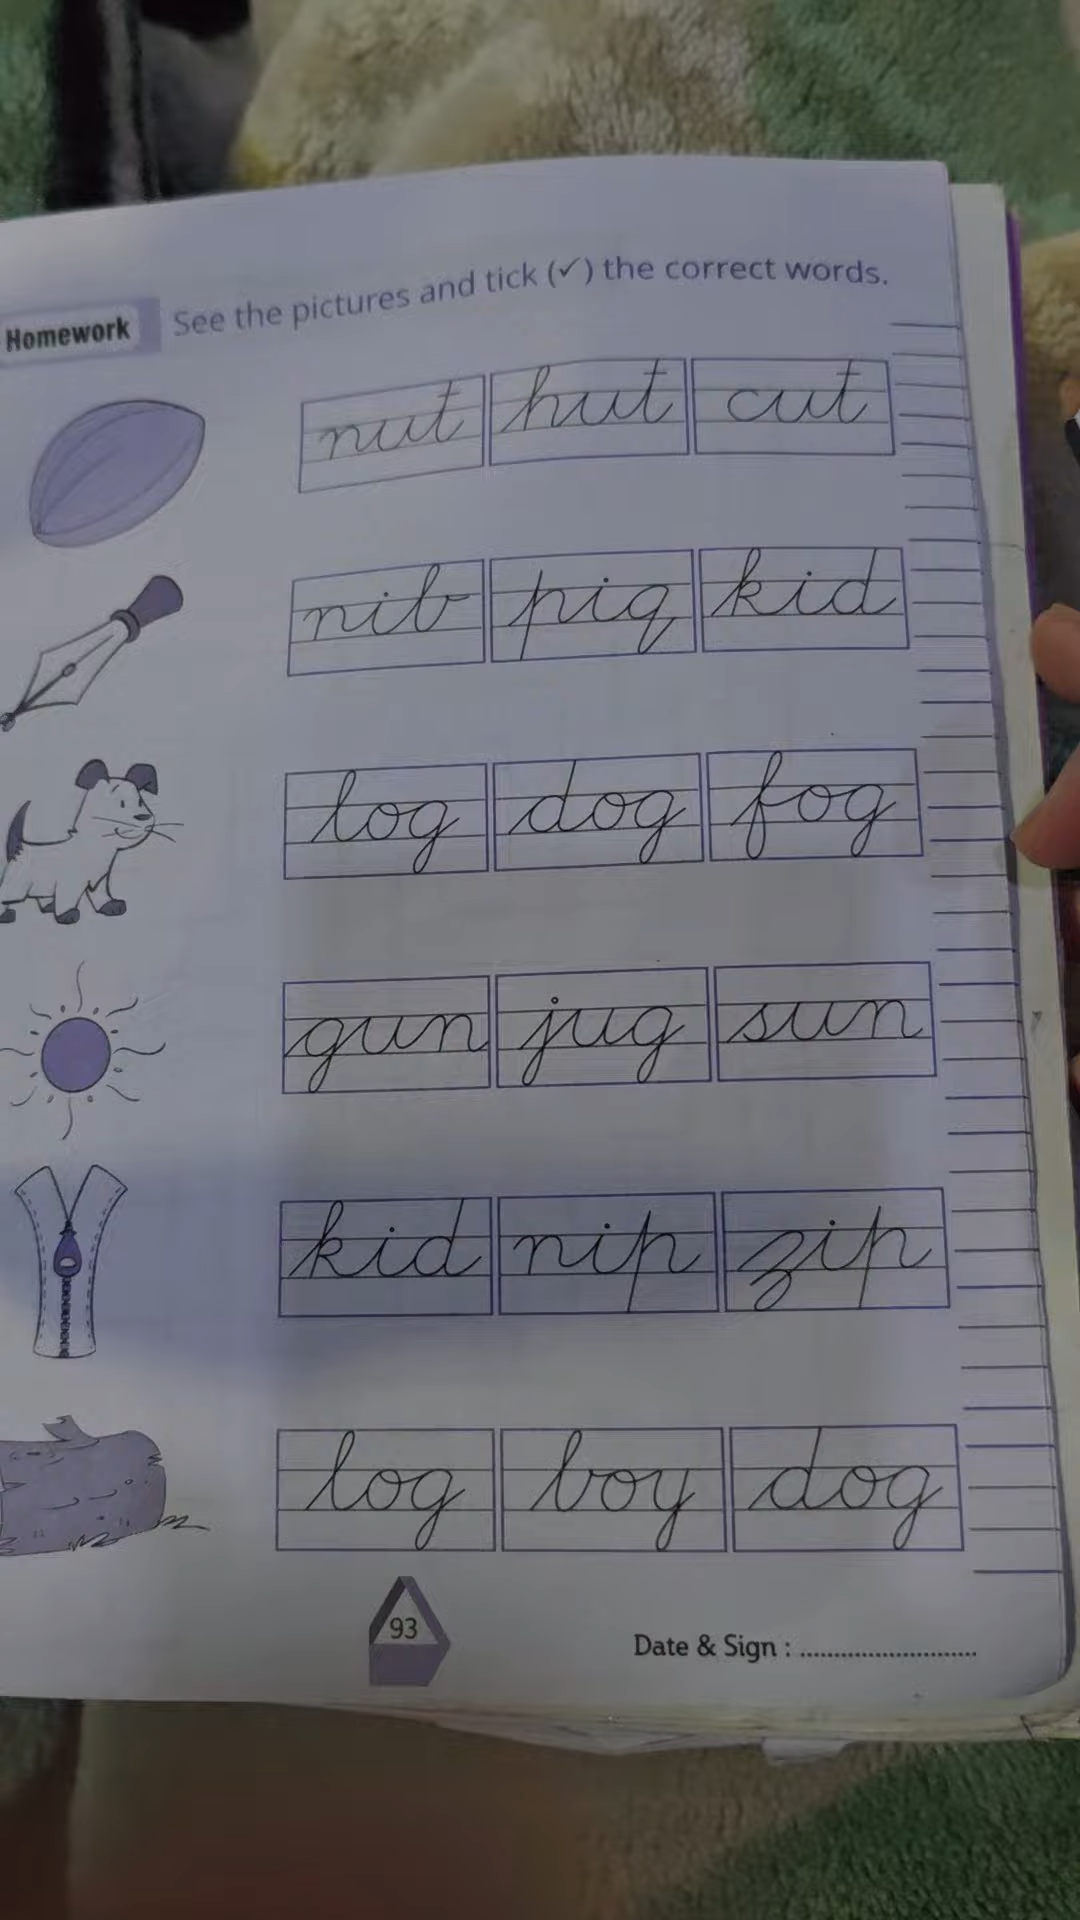 Homework See the pictures and tick (✓) the correct words.
nut hut cut
nib pig kid
log dog fog
gun jug sun
kid nip zip
log boy dog
93
Date & Sign : ..........................